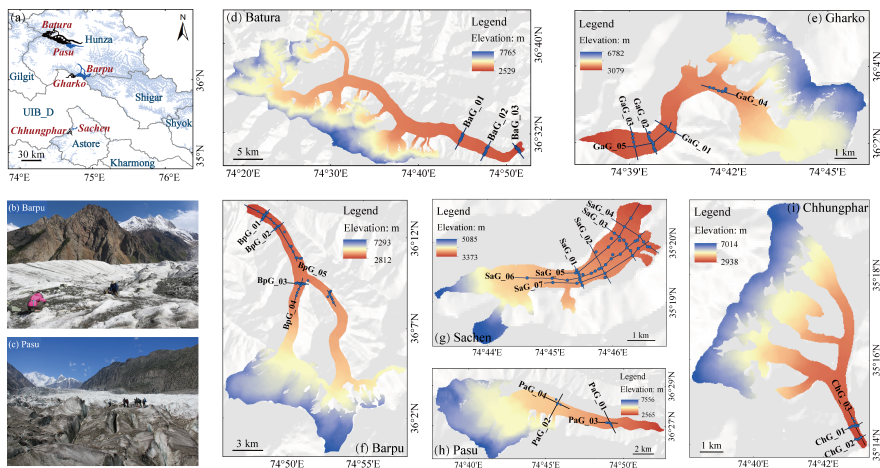 (a)
N
Batura
Hunza
Pasu
Barpu
Gilgit
Gharko
36°N
UIB_D
Shigar
Chhungphar
Sachen
Shyok
Astore
30 km
Kharmong
35°N
74°E
75°E
76°E
(b) Barpu
(c) Pasu
(d) Batura
Legend
Elevation: m
7765
2529
36°40'N
36°32'N
BaG_01
BaG_02
BaG_03
5 km
74°20'E
74°30'E
74°40'E
74°50'E
(e) Gharko
Legend
Elevation: m
6782
3079
36°4'N
36°2'N
GaG_04
GaG_03
GaG_02
GaG_05
GaG_01
1 km
74°39'E
74°42'E
74°45'E
Legend
Elevation: m
7293
2812
BpG_01
BpG_02
BpG_05
BpG_03
BpG_04
36°12'N
36°7'N
36°2'N
3 km
(f) Barpu
74°50'E
74°55'E
Legend
Elevation: m
5085
3373
SaG_04
SaG_03
SaG_02
SaG_01
SaG_06
SaG_05
SaG_07
35°20'N
35°19'N
(g) Sachen
1 km
74°44'E
74°45'E
74°46'E
Legend
Elevation: m
7556
2565
PaG_04
PaG_01
PaG_02
PaG_03
36°29'N
36°27'N
(h) Pasu
2 km
74°40'E
74°45'E
74°50'E
(i) Chhungphar
Legend
Elevation: m
7014
2938
35°18'N
35°16'N
35°14'N
ChG_03
ChG_01
ChG_02
1 km
74°40'E
74°42'E